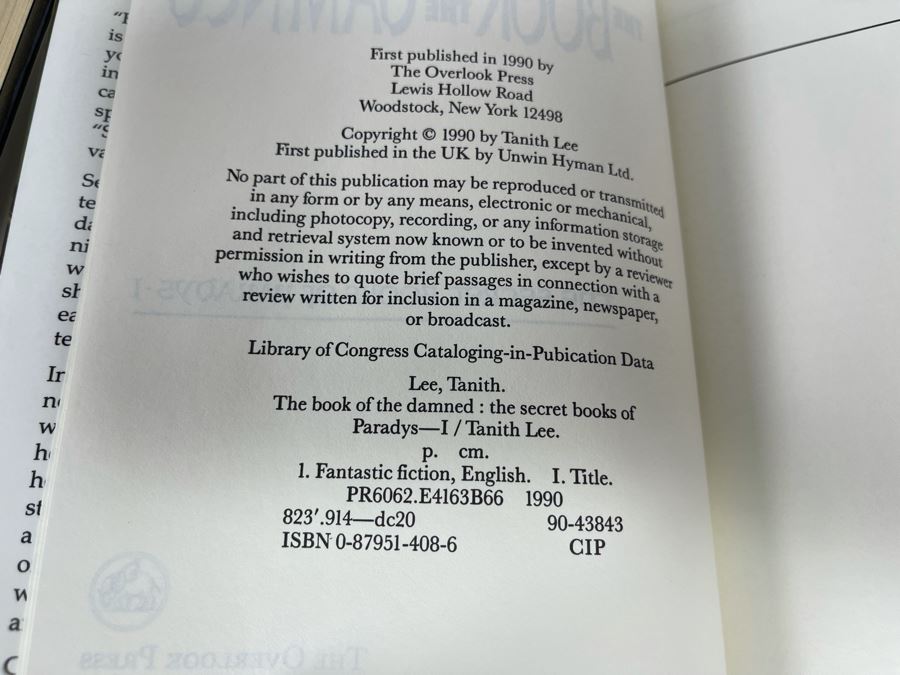 First published in 1990 by
The Overlook Press
Lewis Hollow Road
Woodstock, New York 12498
Copyright © 1990 by Tanith Lee
First published in the UK by Unwin Hyman Ltd.
No part of this publication may be reproduced or transmitted
in any form or by any means, electronic or mechanical,
including photocopy, recording, or any information storage
and retrieval system now known or to be invented without
permission in writing from the publisher, except by a reviewer
who wishes to quote brief passages in connection with a
review written for inclusion in a magazine, newspaper,
or broadcast.
Library of Congress Cataloging-in-Pubication Data
Lee, Tanith.
The book of the damned : the secret books of
Paradys—I / Tanith Lee.
p. cm.
1. Fantastic fiction, English. I. Title.
PR6062.E4163B66 1990
823′.914—dc20 90-43843
ISBN 0-87951-408-6 CIP
THE OVERLOOK PRESS